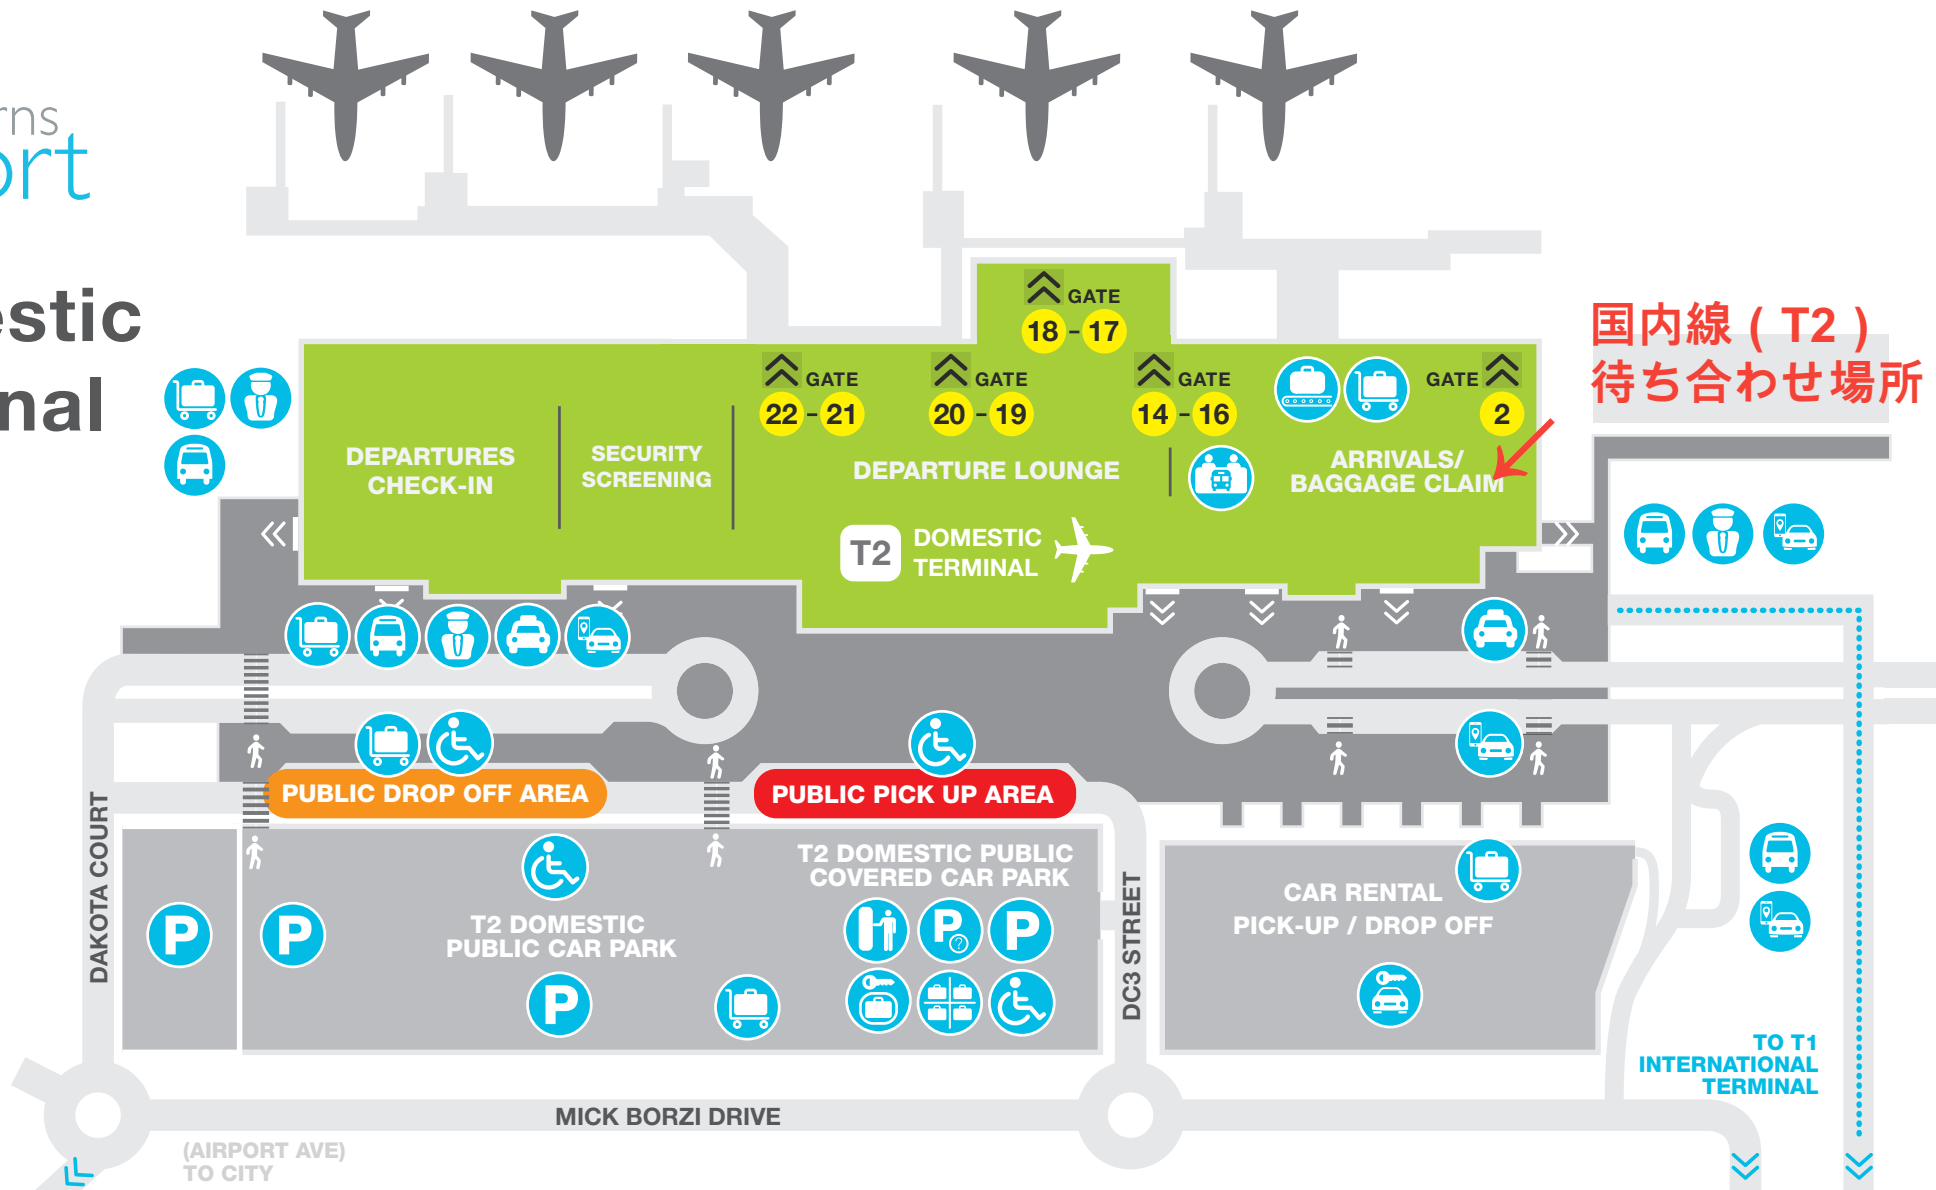 GATE
18 - 17
国内線 ( T2 )
待ち合わせ場所
GATE
22 - 21
GATE
20 - 19
GATE
14 - 16
GATE
2
DEPARTURES
CHECK-IN
SECURITY
SCREENING
DEPARTURE LOUNGE
ARRIVALS/
BAGGAGE CLAIM
T2
DOMESTIC
TERMINAL
PUBLIC DROP OFF AREA
PUBLIC PICK UP AREA
DAKOTA COURT
T2 DOMESTIC PUBLIC
COVERED CAR PARK
T2 DOMESTIC
PUBLIC CAR PARK
P
P
P
P
?
P
DC3 STREET
CAR RENTAL
PICK-UP / DROP OFF
TO T1
INTERNATIONAL
TERMINAL
MICK BORZI DRIVE
(AIRPORT AVE)
TO CITY